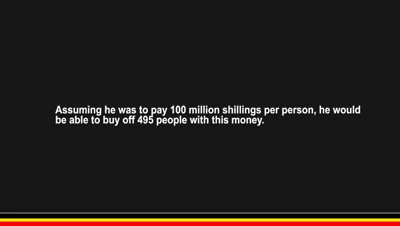 Assuming he was to pay 100 million shillings per person, he would
be able to buy off 495 people with this money.